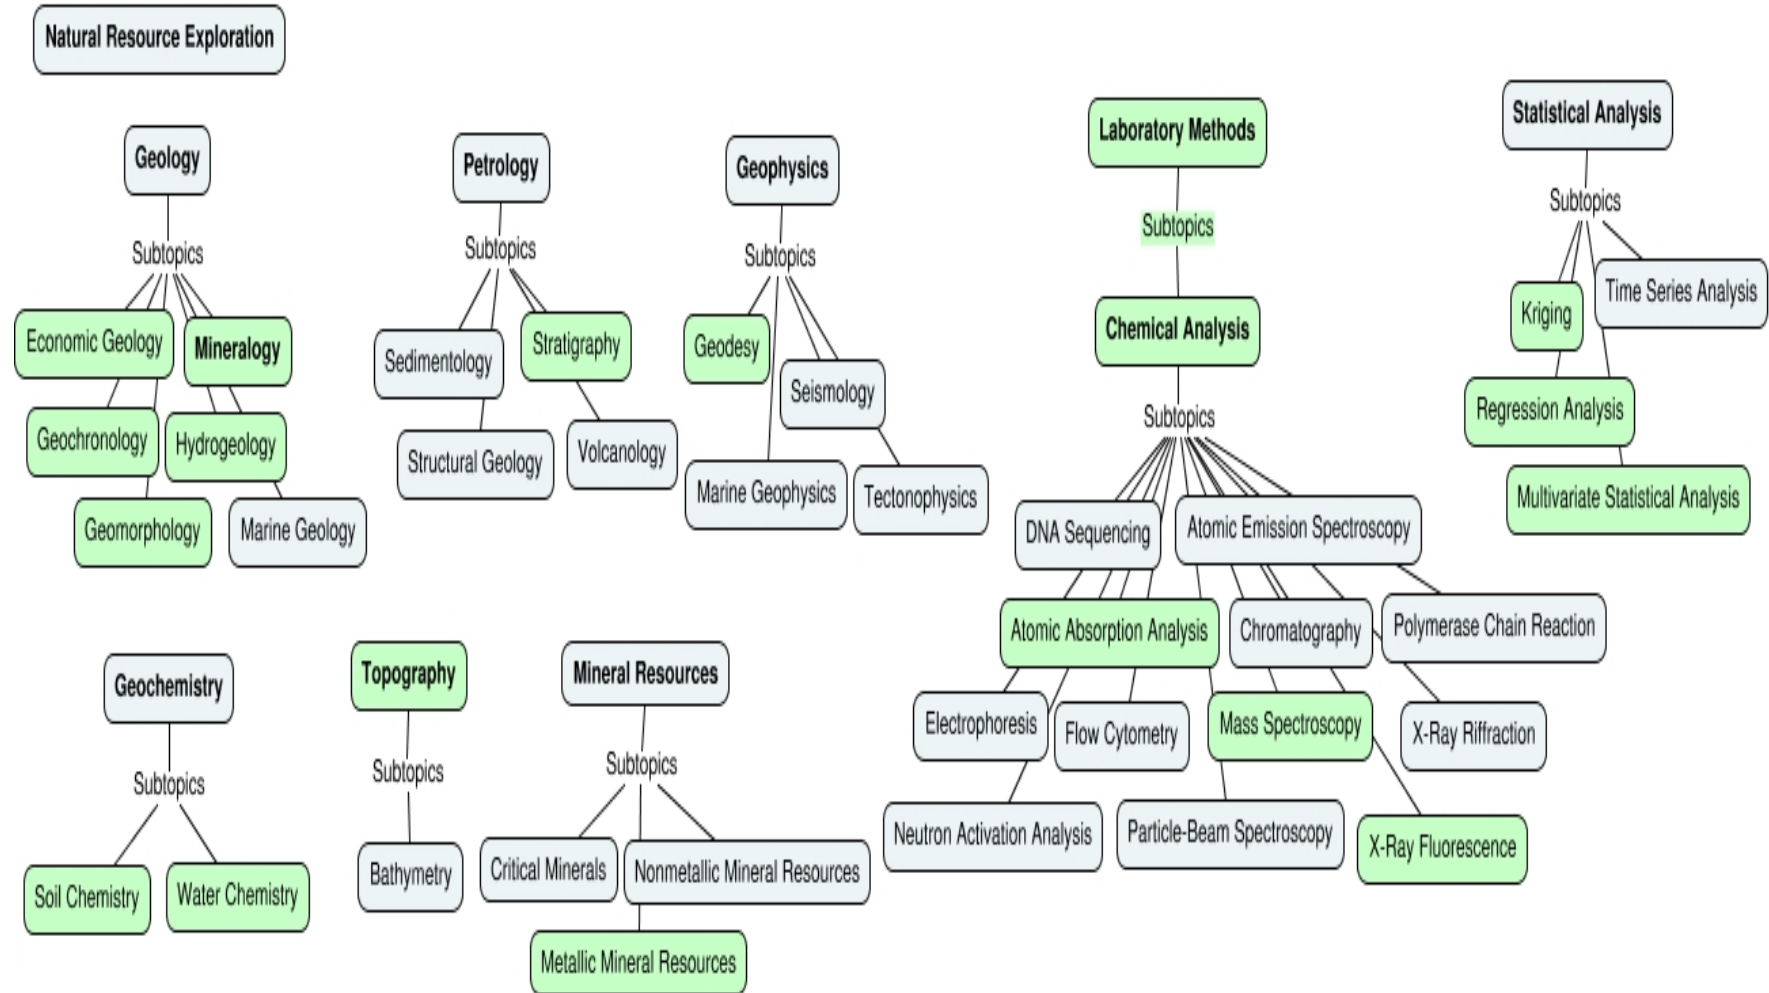 Natural Resource Exploration
Geology
Subtopics
Economic Geology
Mineralogy
Geochronology
Hydrogeology
Geomorphology
Marine Geology
Petrology
Subtopics
Sedimentology
Stratigraphy
Structural Geology
Volcanology
Geophysics
Subtopics
Geodesy
Seismology
Marine Geophysics
Tectonophysics
Laboratory Methods
Subtopics
Chemical Analysis
Subtopics
DNA Sequencing
Atomic Emission Spectroscopy
Atomic Absorption Analysis
Chromatography
Polymerase Chain Reaction
Electrophoresis
Flow Cytometry
Mass Spectroscopy
X-Ray Riffraction
Neutron Activation Analysis
Particle-Beam Spectroscopy
X-Ray Fluorescence
Statistical Analysis
Subtopics
Kriging
Time Series Analysis
Regression Analysis
Multivariate Statistical Analysis
Geochemistry
Subtopics
Soil Chemistry
Water Chemistry
Topography
Subtopics
Bathymetry
Mineral Resources
Subtopics
Critical Minerals
Nonmetallic Mineral Resources
Metallic Mineral Resources